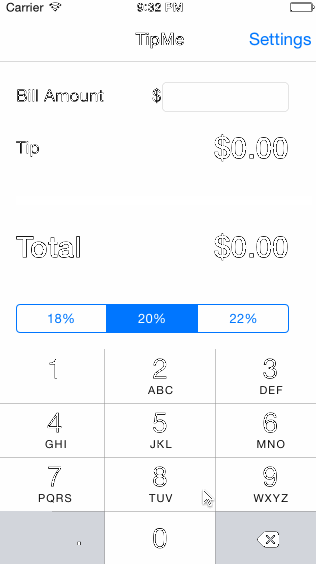 Carrier 9:32 PM
TipMe Settings
Bill Amount $
Tip $0.00
Total $0.00
18% 20% 22%
1 2 3
ABC DEF
4 5 6
GHI JKL MNO
7 8 9
PQRS TUV WXYZ
. 0